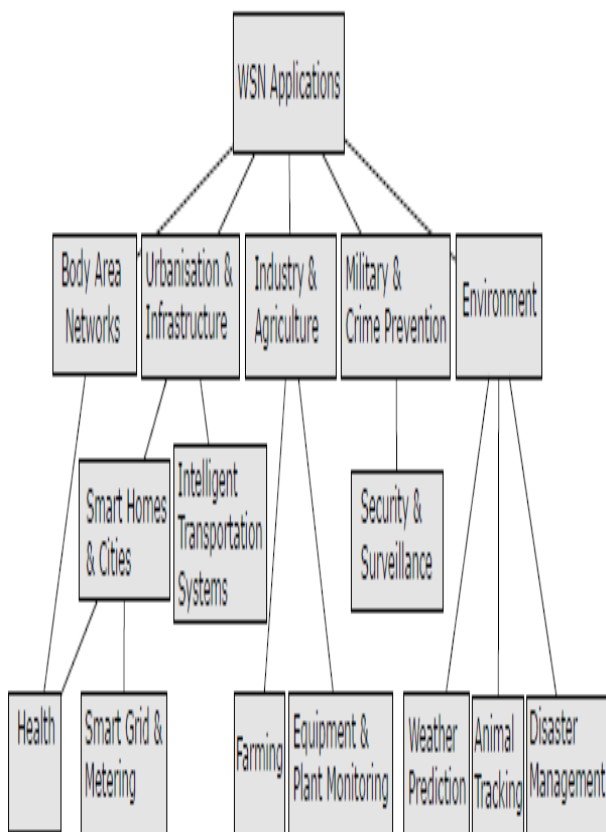 WSN Applications
Body Area
Networks
Urbanisation &
Infrastructure
Industry &
Agriculture
Military &
Crime Prevention
Environment
Smart Homes
& Cities
Intelligent
Transportation
Systems
Security &
Surveillance
Health
Smart Grid &
Metering
Farming
Equipment &
Plant Monitoring
Weather
Prediction
Animal
Tracking
Disaster
Management